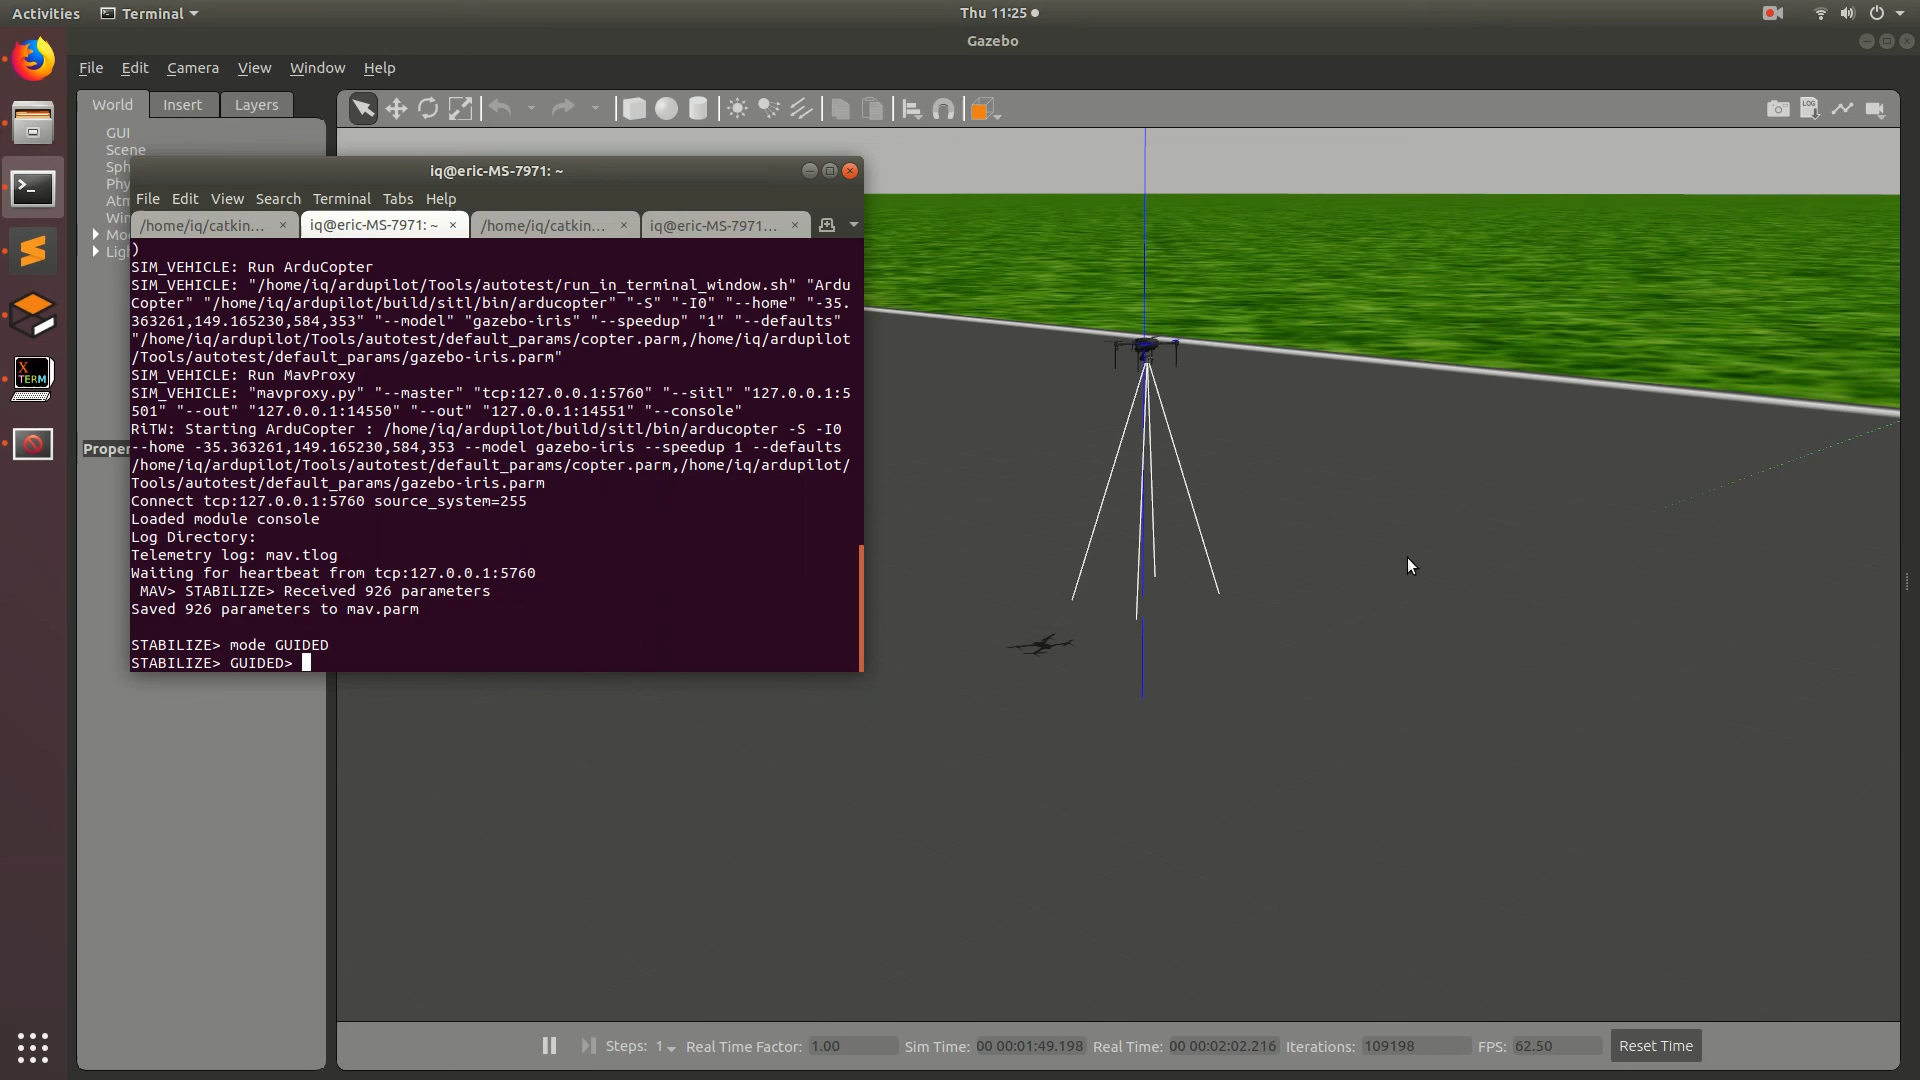 Activities
Terminal
Thu 11:25
Gazebo
File Edit Camera View Window Help
World Insert Layers
GUI
Scene
iq@eric-MS-7971: ~
File Edit View Search Terminal Tabs Help
/home/iq/catkin... × iq@eric-MS-7971: ~ × /home/iq/catkin... × iq@eric-MS-7971... ×
)
SIM_VEHICLE: Run ArduCopter
SIM_VEHICLE: "/home/iq/ardupilot/Tools/autotest/run_in_terminal_window.sh" "Ardu
Copter" "/home/iq/ardupilot/build/sitl/bin/arducopter" "-S" "-I0" "--home" "-35.
363261,149.165230,584,353" "--model" "gazebo-iris" "--speedup" "1" "--defaults"
"/home/iq/ardupilot/Tools/autotest/default_params/copter.parm,/home/iq/ardupilot
/Tools/autotest/default_params/gazebo-iris.parm"
SIM_VEHICLE: Run MavProxy
SIM_VEHICLE: "mavproxy.py" "--master" "tcp:127.0.0.1:5760" "--sitl" "127.0.0.1:5
501" "--out" "127.0.0.1:14550" "--out" "127.0.0.1:14551" "--console"
RiTW: Starting ArduCopter : /home/iq/ardupilot/build/sitl/bin/arducopter -S -I0
--home -35.363261,149.165230,584,353 --model gazebo-iris --speedup 1 --defaults
/home/iq/ardupilot/Tools/autotest/default_params/copter.parm,/home/iq/ardupilot/
Tools/autotest/default_params/gazebo-iris.parm
Connect tcp:127.0.0.1:5760 source_system=255
Loaded module console
Log Directory:
Telemetry log: mav.tlog
Waiting for heartbeat from tcp:127.0.0.1:5760
MAV> STABILIZE> Received 926 parameters
Saved 926 parameters to mav.parm
STABILIZE> mode GUIDED
STABILIZE> GUIDED>
Sph
Phy
Atm
Win
Mo
Ligh
Proper
X
TERM
LOG
Steps: 1 Real Time Factor: 1.00 Sim Time: 00 00:01:49.198 Real Time: 00 00:02:02.216 Iterations: 109198 FPS: 62.50 Reset Time